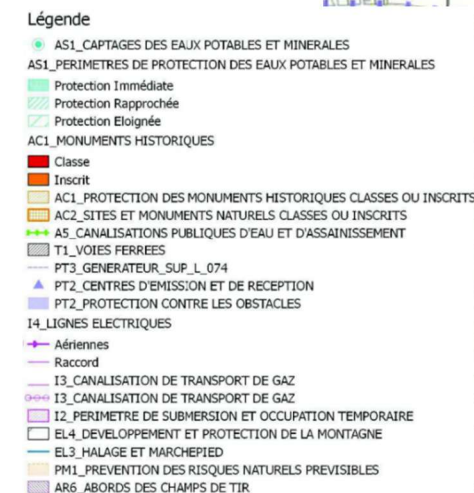 Légende
AS1_CAPTAGES DES EAUX POTABLES ET MINERALES
AS1_PERIMETRES DE PROTECTION DES EAUX POTABLES ET MINERALES
Protection Immédiate
Protection Rapprochée
Protection Eloignée
AC1_MONUMENTS HISTORIQUES
Classe
Inscrit
AC1_PROTECTION DES MONUMENTS HISTORIQUES CLASSES OU INSCRITS
AC2_SITES ET MONUMENTS NATURELS CLASSES OU INSCRITS
A5_CANALISATIONS PUBLIQUES D'EAU ET D'ASSAINISSEMENT
T1_VOIES FERREES
PT3_GENERATEUR_SUP_L_074
PT2_CENTRES D'EMISSION ET DE RECEPTION
PT2_PROTECTION CONTRE LES OBSTACLES
I4_LIGNES ELECTRIQUES
Aériennes
Raccord
I3_CANALISATION DE TRANSPORT DE GAZ
I3_CANALISATION DE TRANSPORT DE GAZ
I2_PERIMETRE DE SUBMERSION ET OCCUPATION TEMPORAIRE
EL4_DEVELOPPEMENT ET PROTECTION DE LA MONTAGNE
EL3_HALAGE ET MARCHEPIED
PM1_PREVENTION DES RISQUES NATURELS PREVISIBLES
AR6_ABORDS DES CHAMPS DE TIR